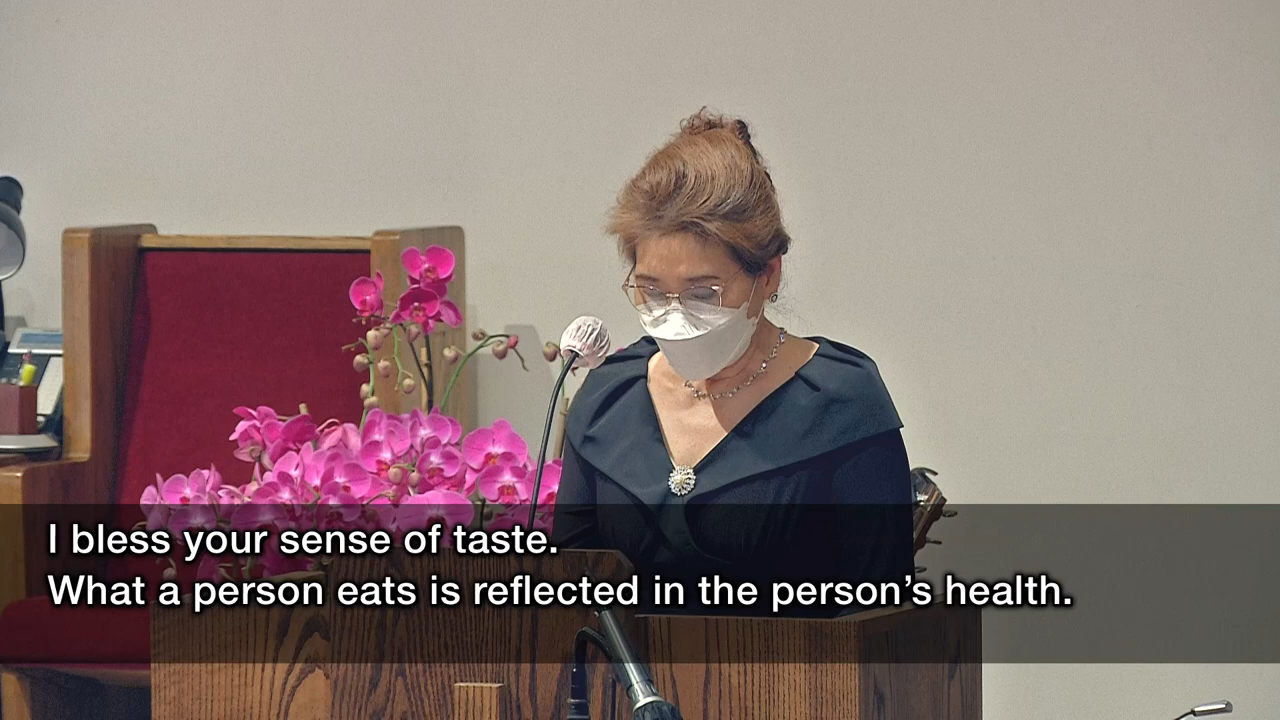 I bless your sense of taste.
What a person eats is reflected in the person’s health.